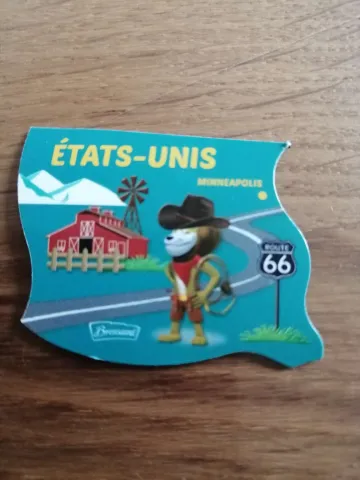 ÉTATS-UNIS
MINNEAPOLIS
ROUTE
66
Brossard